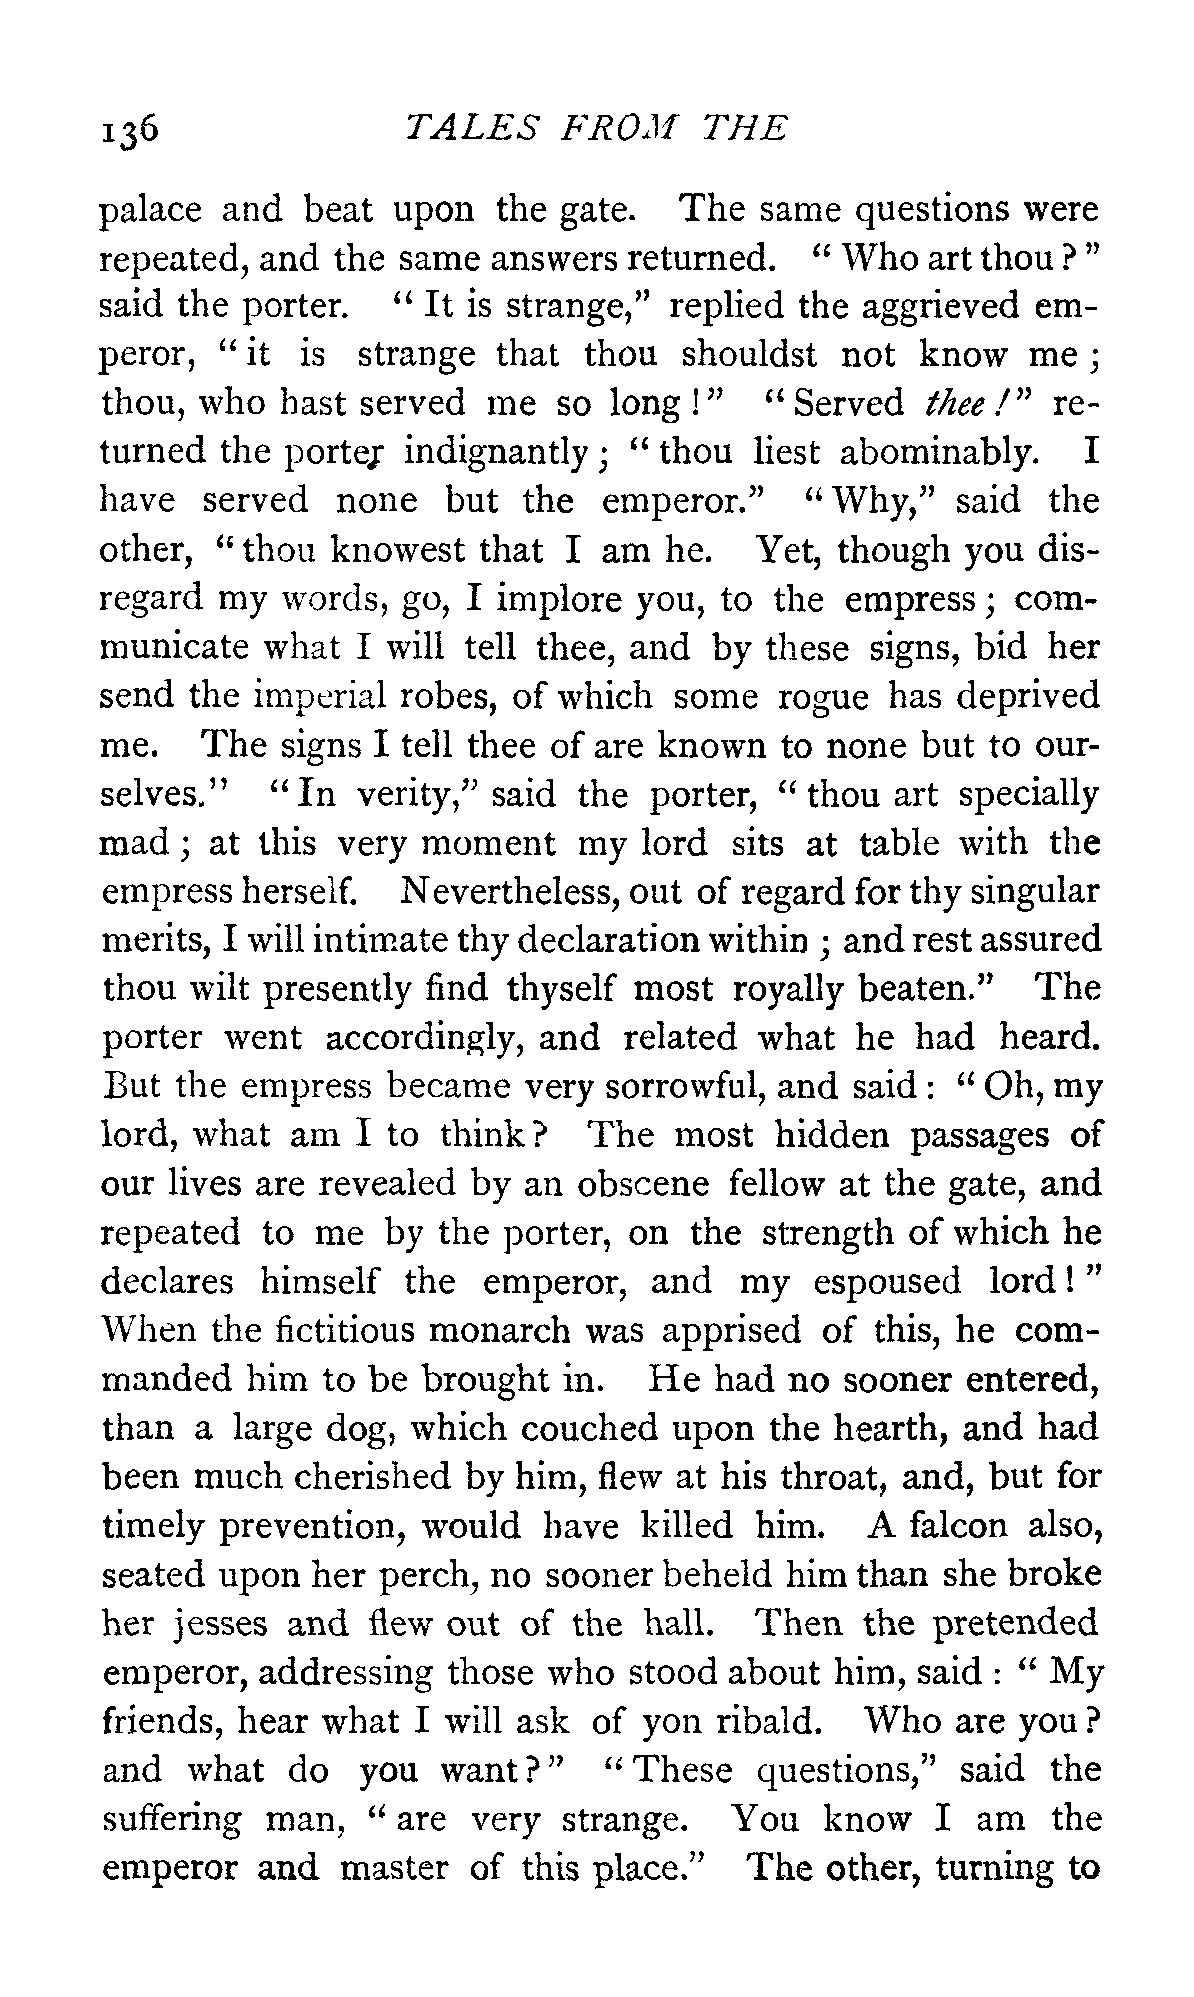 136 TALES FROM THE
palace and beat upon the gate. The same questions were
repeated, and the same answers returned. “ Who art thou ? ”
said the porter. “ It is strange,” replied the aggrieved em-
peror, “ it is strange that thou shouldst not know me ;
thou, who hast served me so long ! ” “ Served thee ! ” re-
turned the porter indignantly ; “ thou liest abominably. I
have served none but the emperor.” “ Why,” said the
other, “ thou knowest that I am he. Yet, though you dis-
regard my words, go, I implore you, to the empress ; com-
municate what I will tell thee, and by these signs, bid her
send the imperial robes, of which some rogue has deprived
me. The signs I tell thee of are known to none but to our-
selves.” “ In verity,” said the porter, “ thou art specially
mad ; at this very moment my lord sits at table with the
empress herself. Nevertheless, out of regard for thy singular
merits, I will intimate thy declaration within ; and rest assured
thou wilt presently find thyself most royally beaten.” The
porter went accordingly, and related what he had heard.
But the empress became very sorrowful, and said : “ Oh, my
lord, what am I to think ? The most hidden passages of
our lives are revealed by an obscene fellow at the gate, and
repeated to me by the porter, on the strength of which he
declares himself the emperor, and my espoused lord ! ”
When the fictitious monarch was apprised of this, he com-
manded him to be brought in. He had no sooner entered,
than a large dog, which couched upon the hearth, and had
been much cherished by him, flew at his throat, and, but for
timely prevention, would have killed him. A falcon also,
seated upon her perch, no sooner beheld him than she broke
her jesses and flew out of the hall. Then the pretended
emperor, addressing those who stood about him, said : “ My
friends, hear what I will ask of yon ribald. Who are you ?
and what do you want ? ” “ These questions,” said the
suffering man, “ are very strange. You know I am the
emperor and master of this place.” The other, turning to